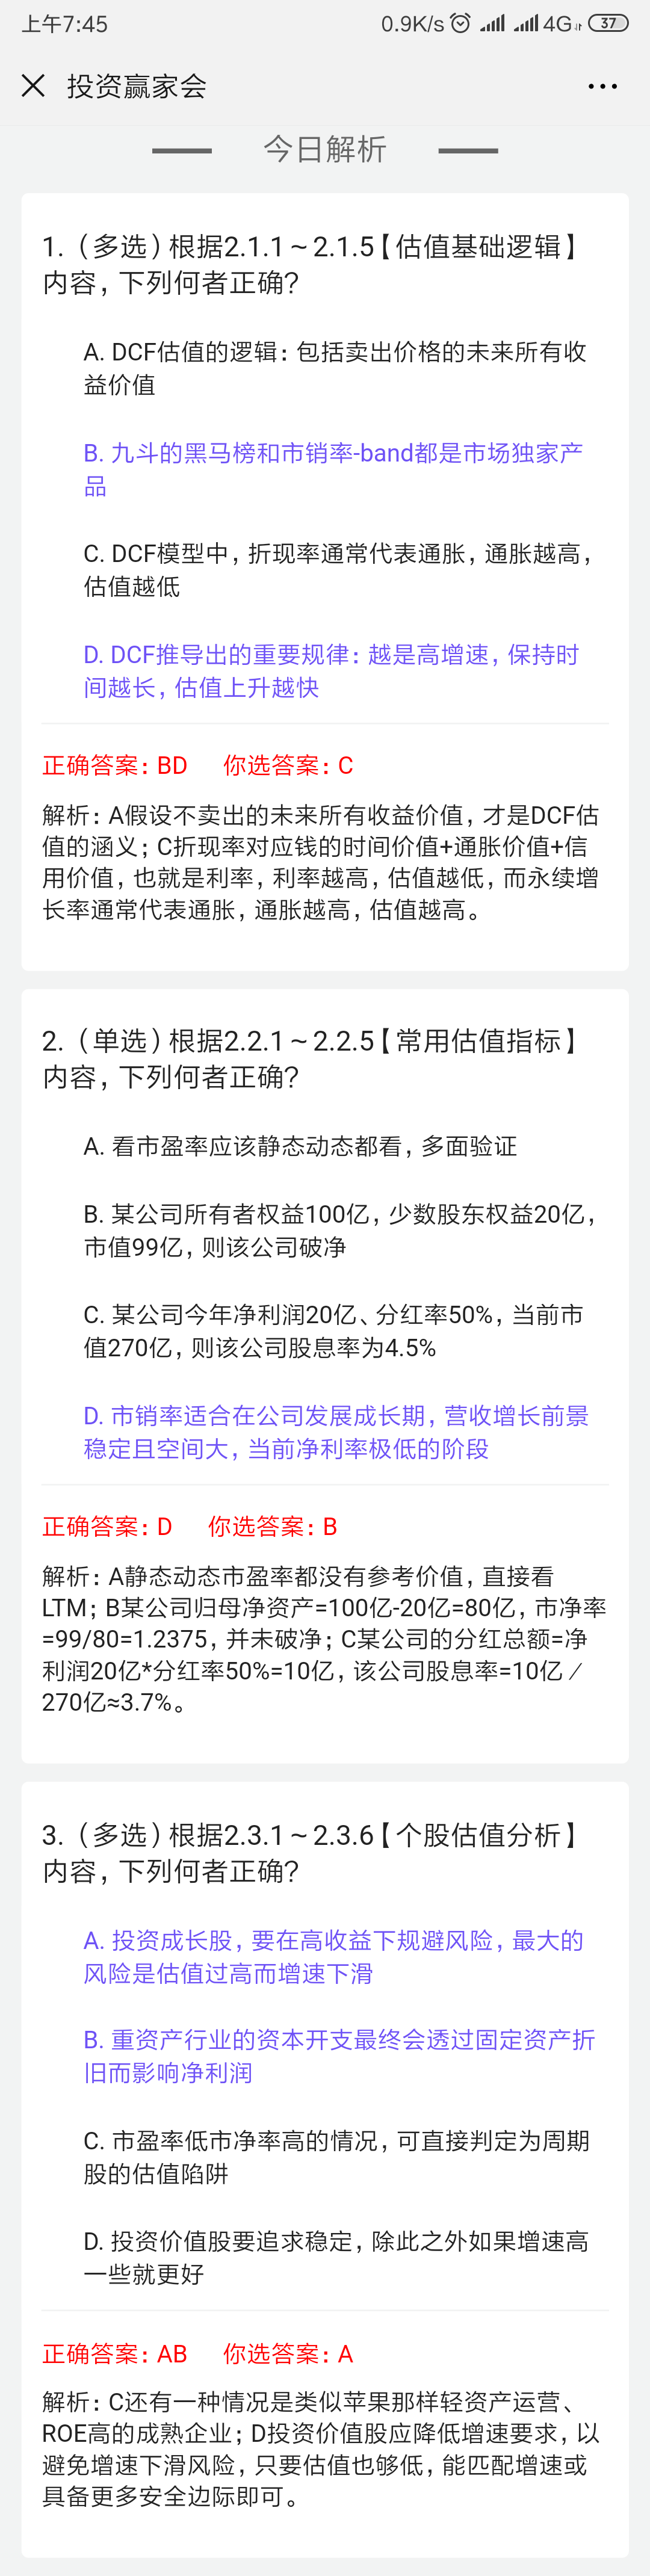 上午7:45
0.9K/s 4G 37
投资赢家会
今日解析
1.（多选）根据2.1.1～2.1.5【估值基础逻辑】
内容，下列何者正确？
A. DCF估值的逻辑：包括卖出价格的未来所有收
益价值
B. 九斗的黑马榜和市销率-band都是市场独家产
品
C. DCF模型中，折现率通常代表通胀，通胀越高，
估值越低
D. DCF推导出的重要规律：越是高增速，保持时
间越长，估值上升越快
正确答案：BD 你选答案：C
解析：A假设不卖出的未来所有收益价值，才是DCF估
值的涵义；C折现率对应钱的时间价值+通胀价值+信
用价值，也就是利率，利率越高，估值越低，而永续增
长率通常代表通胀，通胀越高，估值越高。
2.（单选）根据2.2.1～2.2.5【常用估值指标】
内容，下列何者正确？
A. 看市盈率应该静态动态都看，多面验证
B. 某公司所有者权益100亿，少数股东权益20亿，
市值99亿，则该公司破净
C. 某公司今年净利润20亿、分红率50%，当前市
值270亿，则该公司股息率为4.5%
D. 市销率适合在公司发展成长期，营收增长前景
稳定且空间大，当前净利率极低的阶段
正确答案：D 你选答案：B
解析：A静态动态市盈率都没有参考价值，直接看
LTM；B某公司归母净资产=100亿-20亿=80亿，市净率
=99/80=1.2375，并未破净；C某公司的分红总额=净
利润20亿*分红率50%=10亿，该公司股息率=10亿／
270亿≈3.7%。
3.（多选）根据2.3.1～2.3.6【个股估值分析】
内容，下列何者正确？
A. 投资成长股，要在高收益下规避风险，最大的
风险是估值过高而增速下滑
B. 重资产行业的资本开支最终会透过固定资产折
旧而影响净利润
C. 市盈率低市净率高的情况，可直接判定为周期
股的估值陷阱
D. 投资价值股要追求稳定，除此之外如果增速高
一些就更好
正确答案：AB 你选答案：A
解析：C还有一种情况是类似苹果那样轻资产运营、
ROE高的成熟企业；D投资价值股应降低增速要求，以
避免增速下滑风险，只要估值也够低，能匹配增速或
具备更多安全边际即可。